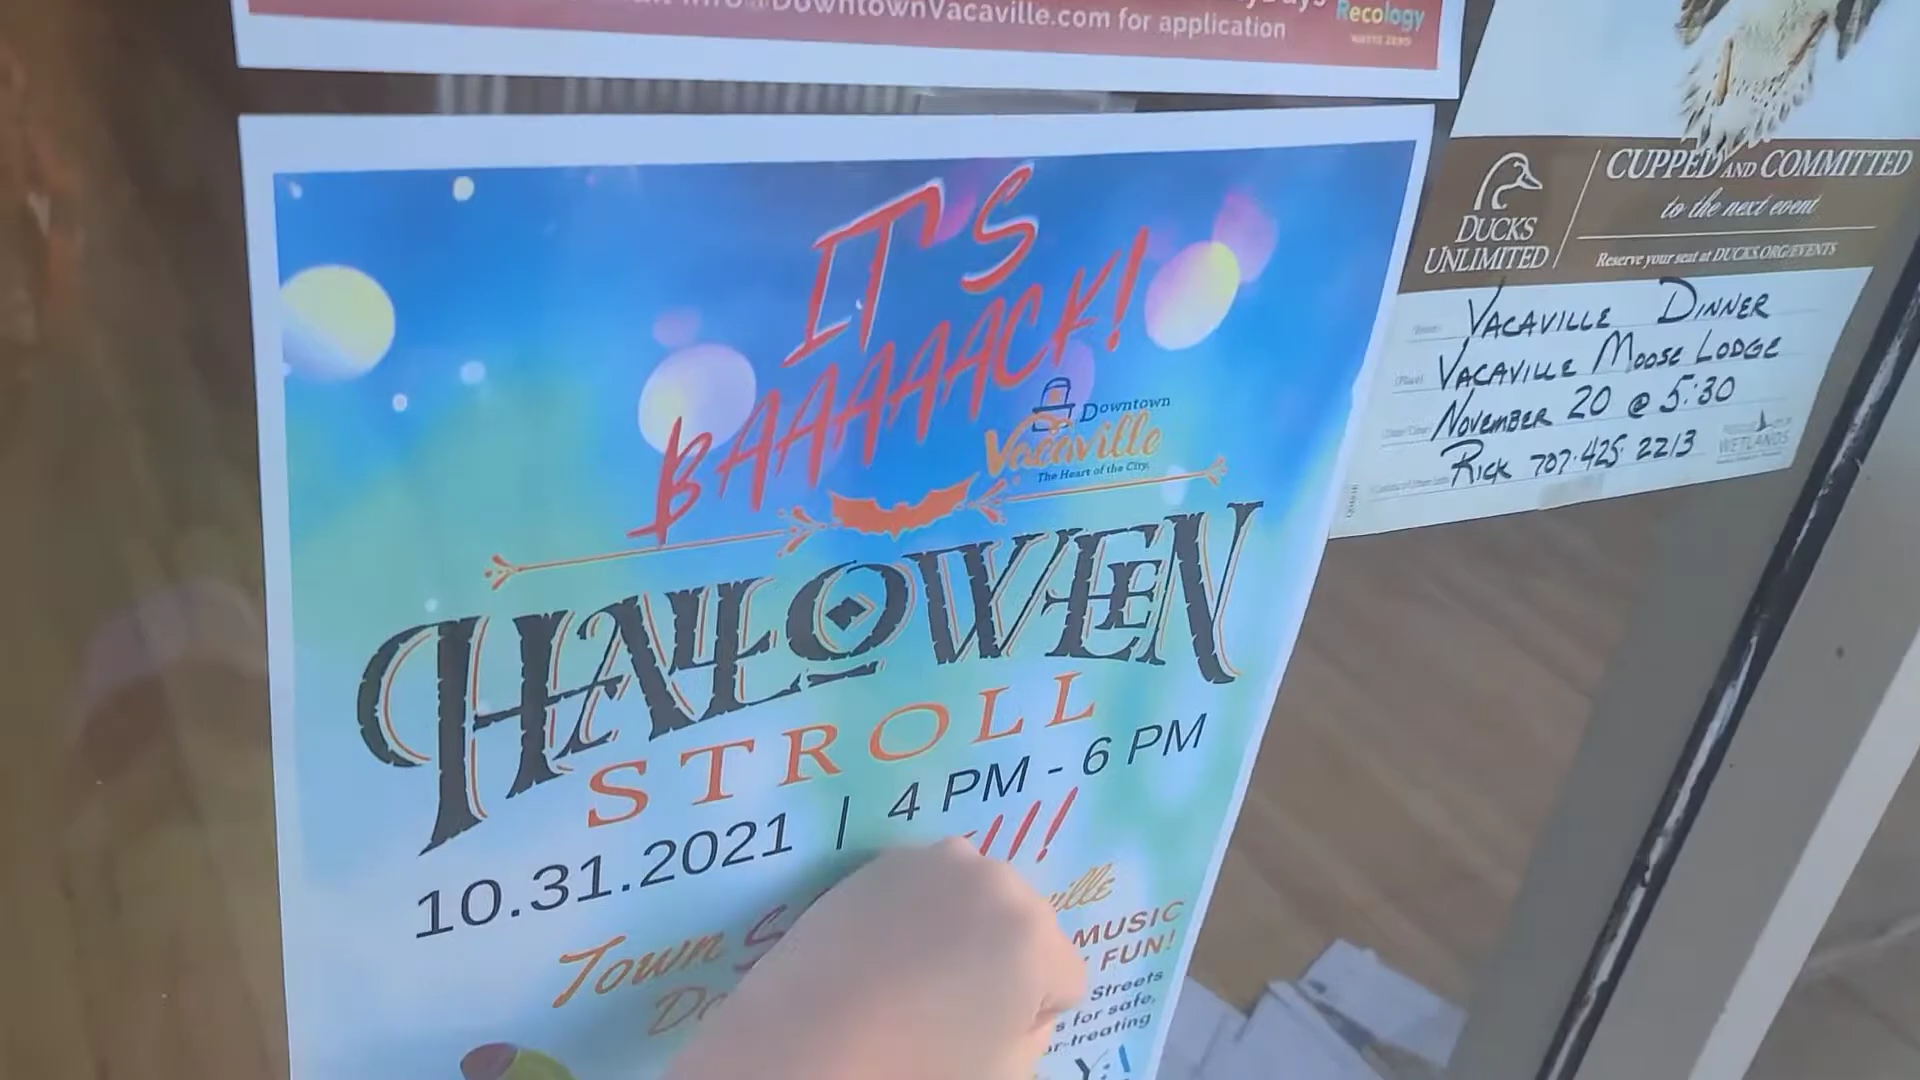 DowntownVacaville.com for application
Recology
IT'S
BAAAAACK!
Downtown
Vacaville
The Heart of the City
HALLOWEEN
STROLL
10.31.2021 | 4 PM - 6 PM
!!!
Town
MUSIC
FUN!
Streets
for safe,
DUCKS
UNLIMITED
CUPPED AND COMMITTED
to the next event
Reserve your seat at DUCKS.ORG/EVENTS
VACAVILLE DINNER
VACAVILLE MOOSE LODGE
NOVEMBER 20 @ 5:30
RICK 707.425.2213
WETLANDS